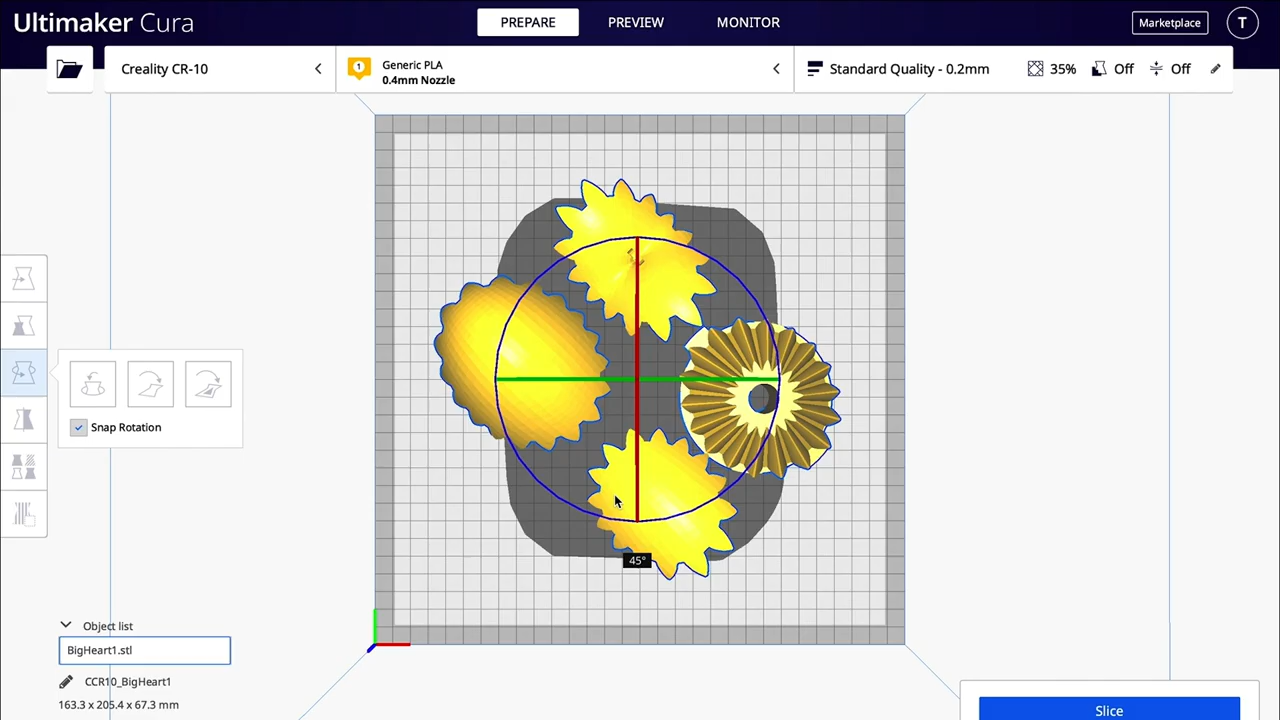 Ultimaker Cura
PREPARE
PREVIEW
MONITOR
Marketplace
T
Creality CR-10
1
Generic PLA
0.4mm Nozzle
Standard Quality - 0.2mm
35%
Off
Off
Snap Rotation
45°
Object list
BigHeart1.stl
CCR10_BigHeart1
163.3 x 205.4 x 67.3 mm
Slice